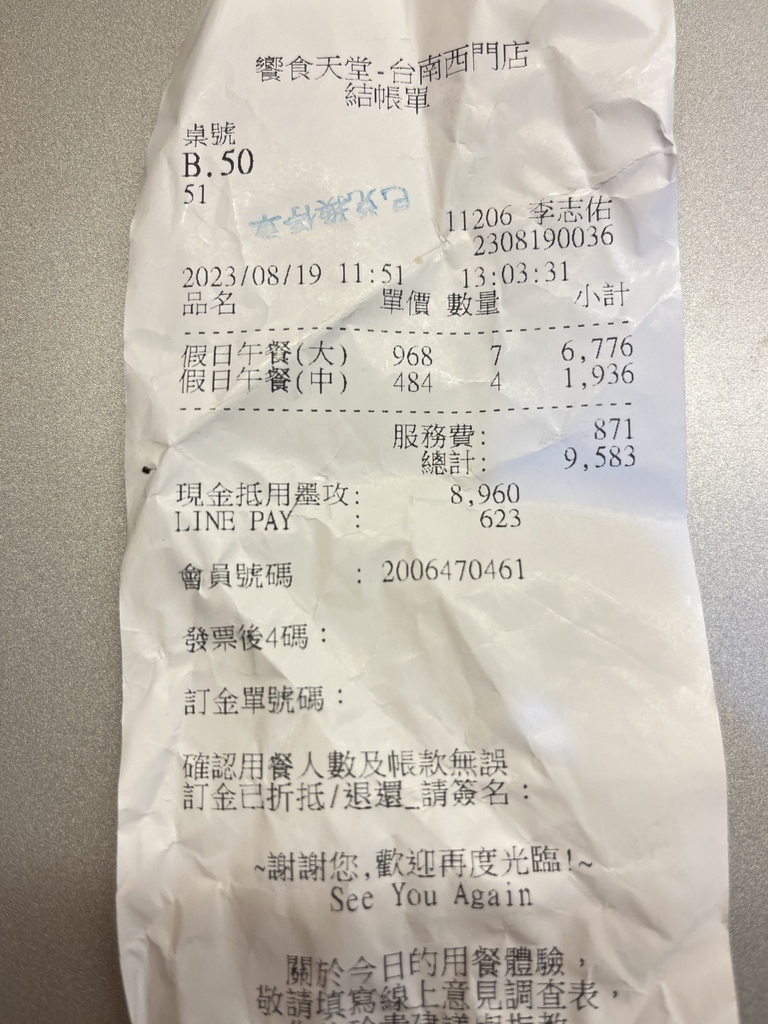 饗食天堂-台南西門店
結帳單
桌號
B.50
51
已兌換停車
11206 李志佑
2308190036
2023/08/19 11:51 13:03:31
品名 單價 數量 小計
假日午餐(大) 968 7 6,776
假日午餐(中) 484 4 1,936
服務費: 871
總計: 9,583
現金抵用墨攻: 8,960
LINE PAY : 623
會員號碼 : 2006470461
發票後4碼:
訂金單號碼:
確認用餐人數及帳款無誤
訂金已折抵/退還_請簽名:
~謝謝您,歡迎再度光臨!~
See You Again
關於今日的用餐體驗,
敬請填寫線上意見調查表,